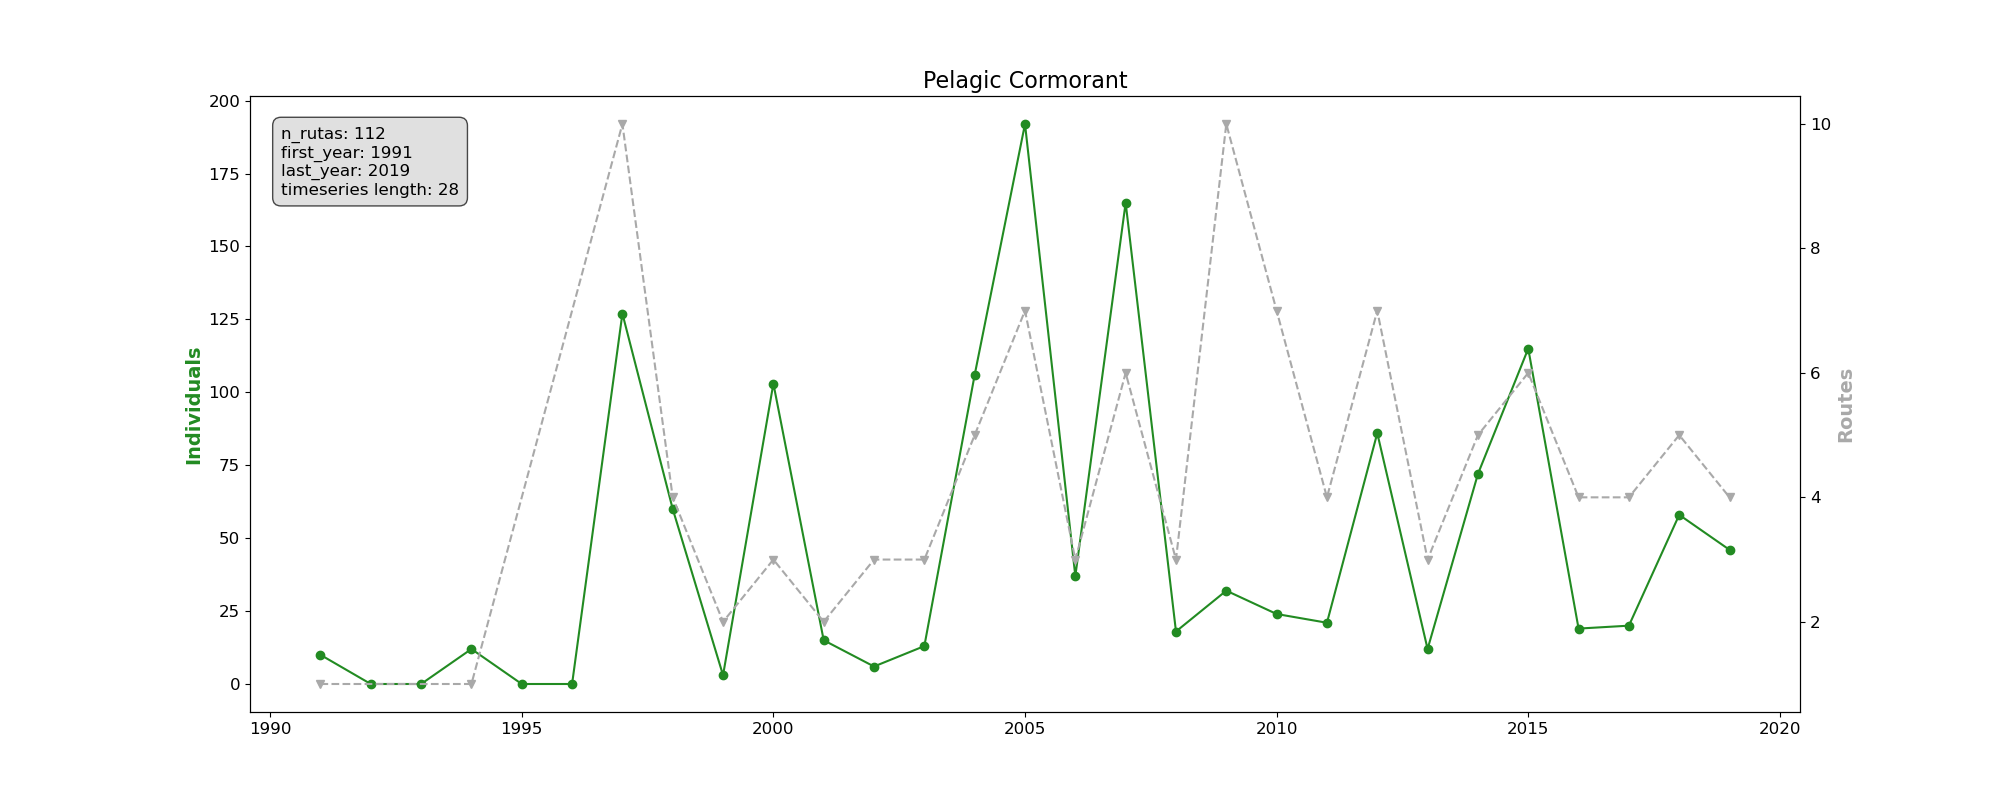 Pelagic Cormorant
n_rutas: 112
first_year: 1991
last_year: 2019
timeseries length: 28
200
175
150
125
100
75
50
25
0
Individuals
10
8
6
4
2
Routes
1990 1995 2000 2005 2010 2015 2020